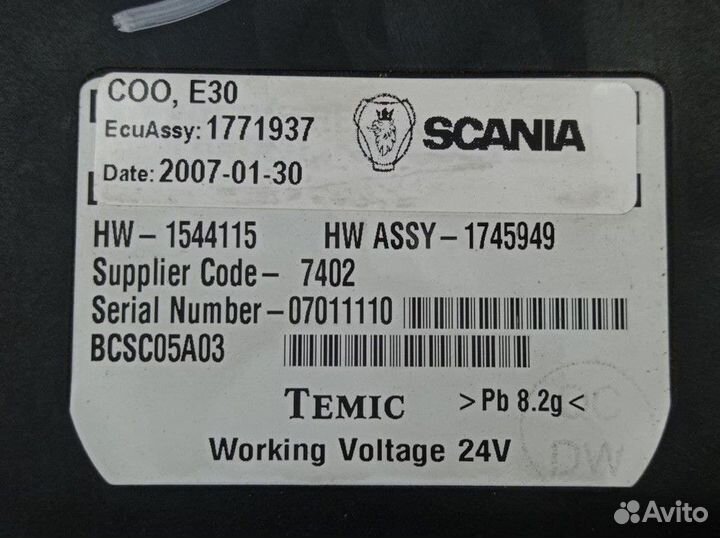 COO, E30
EcuAssy: 1771937
SCANIA
Date: 2007-01-30
HW-1544115 HW ASSY-1745949
Supplier Code- 7402
Serial Number-07011110
BCSC05A03
TEMIC >Pb 8.2g<
Working Voltage 24V
DW
Avito